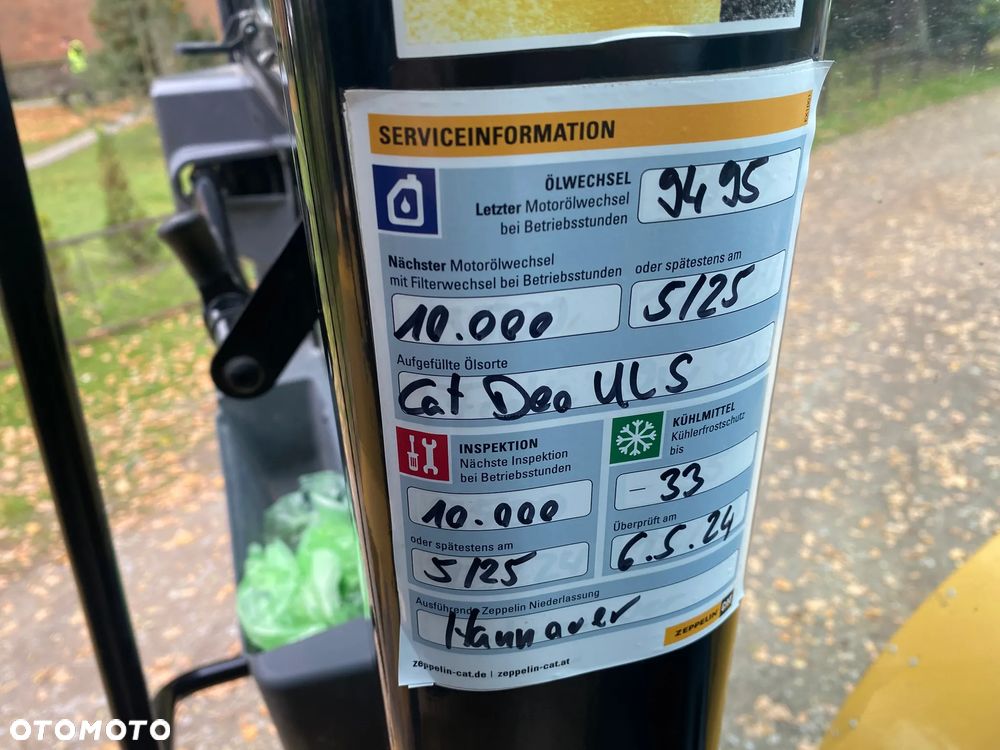 SERVICEINFORMATION
ÖLWECHSEL
Letzter Motorölwechsel
bei Betriebsstunden
9495
Nächster Motorölwechsel
mit Filterwechsel bei Betriebsstunden
10.000
oder spätestens am
5/25
Aufgefüllte Ölsorte
Cat Deo ULS
INSPEKTION
Nächste Inspektion
bei Betriebsstunden
10.000
oder spätestens am
5/25
KÜHLMITTEL
Kühlerfrostschutz
bis
- 33
Überprüft am
6.5.24
Ausführende Zeppelin Niederlassung
Hannover
ZEPPELIN CAT
zeppelin-cat.de | zeppelin-cat.at
OTOMOTO